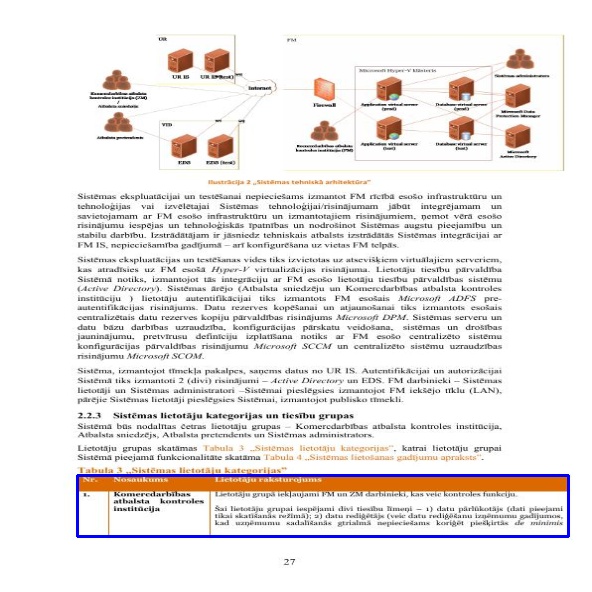 UR
FM
UR IS
UR IS (test)
Internet
Microsoft Hyper-V klāsteris
Sistēmas administrators
Komercdarbības atbalsta
kontroles institūcija (ZM)
/
Atbalsta sniedzējs
Firewall
Application virtual server
(prod)
Database virtual server
(prod)
Microsoft Data
Protection Manager
Atbalsta pretendents
VID
EDS
EDS (test)
Komercdarbības atbalsta
kontroles institūcija (FM)
Application virtual server
(test)
Database virtual server
(test)
Microsoft
Active Directory
Ilustrācija 2 „Sistēmas tehniskā arhitektūra”
Sistēmas ekspluatācijai un testēšanai nepieciešams izmantot FM rīcībā esošo infrastruktūru un
tehnoloģijas vai izvēlētajai Sistēmas tehnoloģijai/risinājumam jābūt integrējamam un
savietojamam ar FM esošo infrastruktūru un izmantotajiem risinājumiem, ņemot vērā esošo
risinājumu iespējas un tehnoloģiskās īpatnības un nodrošinot Sistēmas augstu pieejamību un
stabilu darbību. Izstrādātājam ir jāsniedz tehniskais atbalsts izstrādātās Sistēmas integrācijai ar
FM IS, nepieciešamība gadījumā – arī konfigurēšana uz vietas FM telpās.
Sistēmas ekspluatācijas un testēšanas vides tiks izvietotas uz atsevišķiem virtuālajiem serveriem,
kas atradīsies uz FM esošā Hyper-V virtualizācijas risinājuma. Lietotāju tiesību pārvaldība
Sistēmā notiks, izmantojot tās integrāciju ar FM esošo lietotāju tiesību pārvaldības sistēmu
(Active Directory). Sistēmas ārējo (Atbalsta sniedzēju un Komercdarbības atbalsta kontroles
institūciju ) lietotāju autentifikācijai tiks izmantots FM esošais Microsoft ADFS pre-
autentifikācijas risinājums. Datu rezerves kopēšanai un atjaunošanai tiks izmantots esošais
centralizētais datu rezerves kopiju pārvaldības risinājums Microsoft DPM. Sistēmas serveru un
datu bāzu darbības uzraudzība, konfigurācijas pārskatu veidošana, sistēmas un drošības
jauninājumu, pretvīrusu definīciju izplatīšana notiks ar FM esošo centralizēto sistēmu
konfigurācijas pārvaldības risinājumu Microsoft SCCM un centralizēto sistēmu uzraudzības
risinājumu Microsoft SCOM.
Sistēma, izmantojot tīmekļa pakalpes, saņems datus no UR IS. Autentifikācijai un autorizācijai
Sistēmā tiks izmantoti 2 (divi) risinājumi – Active Directory un EDS. FM darbinieki – Sistēmas
lietotāji un Sistēmas administratori –Sistēmai pieslēgsies izmantojot FM iekšējo tīklu (LAN),
pārējie Sistēmas lietotāji pieslēgsies Sistēmai, izmantojot publisko tīmekli.
2.2.3 Sistēmas lietotāju kategorijas un tiesību grupas
Sistēmā būs nodalītas četras lietotāju grupas – Komercdarbības atbalsta kontroles institūcija,
Atbalsta sniedzējs, Atbalsta pretendents un Sistēmas administrators.
Lietotāju grupas skatāmas Tabula 3 „Sistēmas lietotāju kategorijas”, katrai lietotāju grupai
Sistēmā pieejamā funkcionalitāte skatāma Tabula 4 „Sistēmas lietošanas gadījumu apraksts”.
Tabula 3 „Sistēmas lietotāju kategorijas”
Nr. Nosaukums Lietotāju raksturojums
1. Komercdarbības atbalsta kontroles institūcija
Lietotāju grupā iekļaujami FM un ZM darbinieki, kas veic kontroles funkciju.
Šai lietotāju grupai iespējami divi tiesību līmeņi – 1) datu pārlūkotājs (dati pieejami
tikai skatīšanās režīmā); 2) datu rediģētājs (veic datu rediģēšanu izņēmumu gadījumos,
kad uzņēmumu sadalīšanās gtrialmā nepieciešams koriģēt piešķirtās de minimis
27